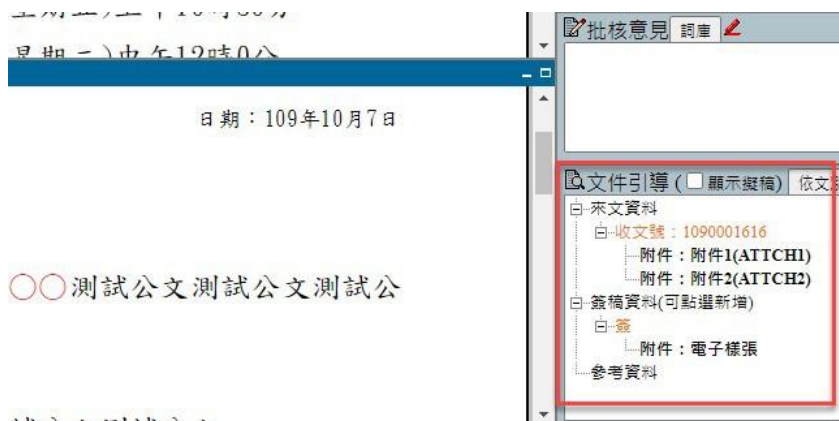 日期：109年10月7日
○○測試公文測試公文測試公
批核意見 詞庫
文件引導(□顯示擬稿) 依文
來文資料
收文號：1090001616
附件：附件1(ATTCH1)
附件：附件2(ATTCH2)
簽稿資料(可點選新增)
簽
附件：電子樣張
參考資料